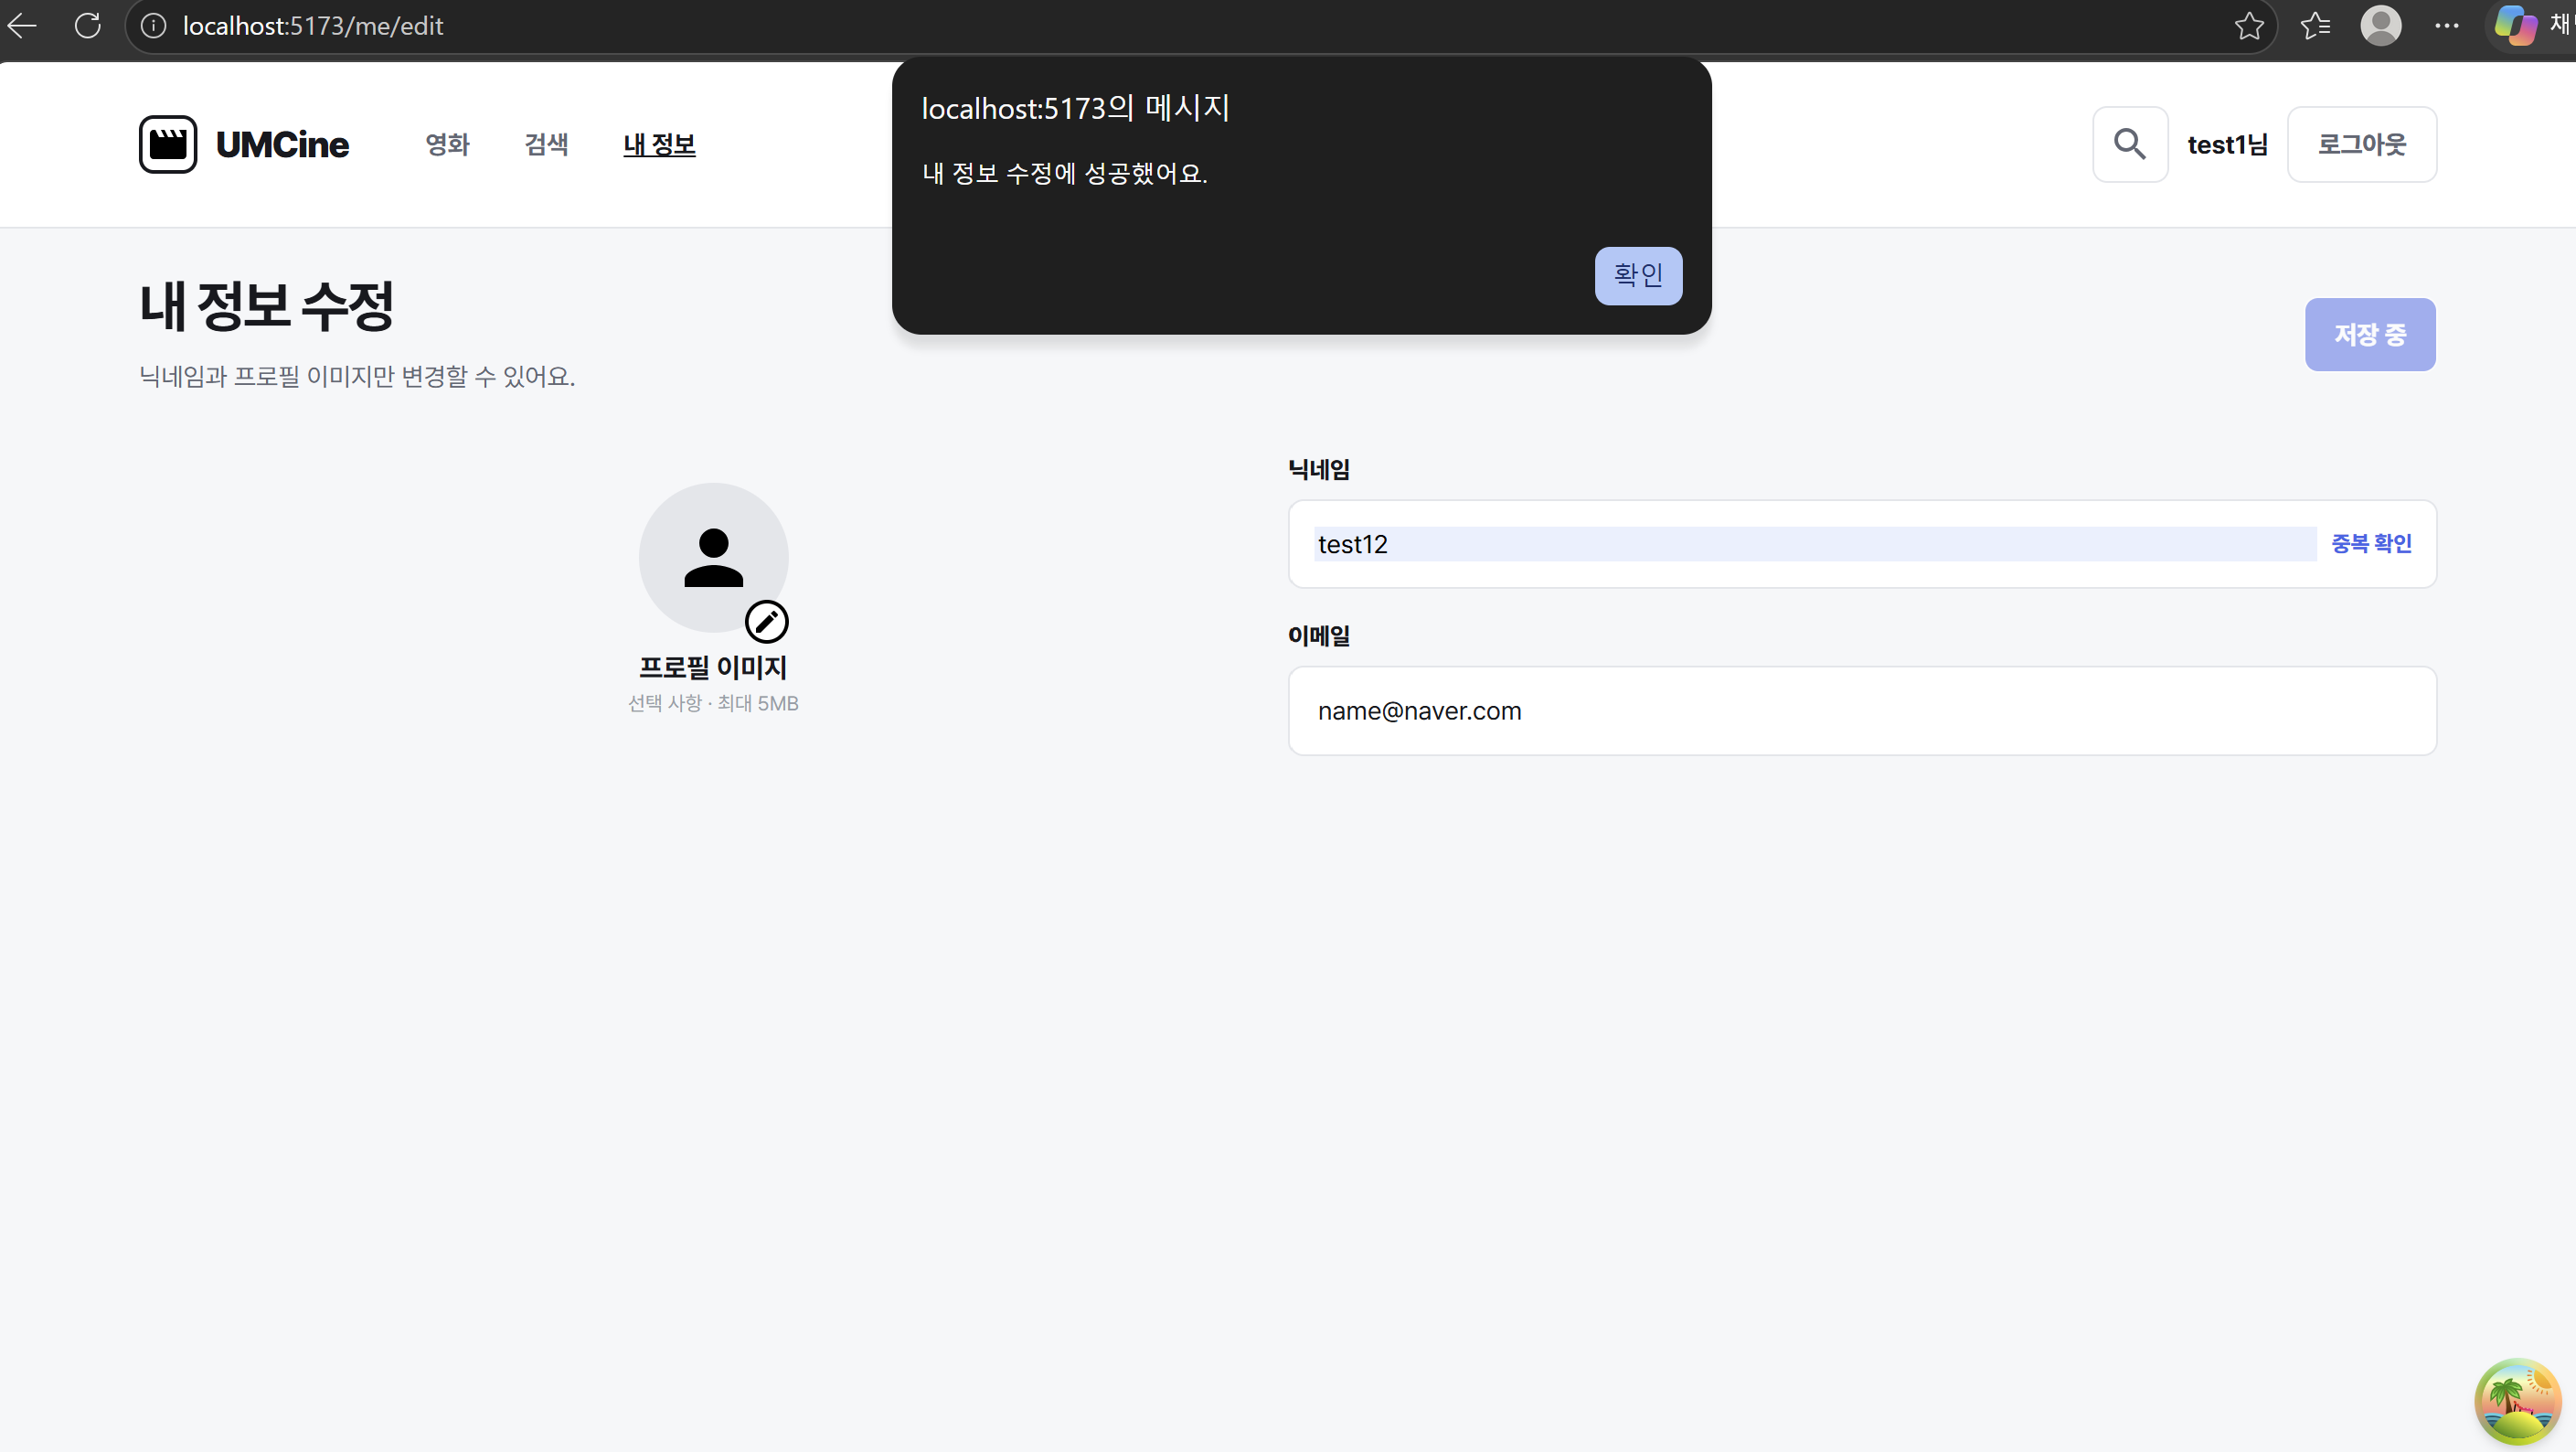 localhost:5173/me/edit
localhost:5173의 메시지
내 정보 수정에 성공했어요.
확인
UMCine
영화
검색
내 정보
test1님
로그아웃
내 정보 수정
닉네임과 프로필 이미지만 변경할 수 있어요.
저장 중
프로필 이미지
선택 사항 · 최대 5MB
닉네임
test12
중복 확인
이메일
name@naver.com